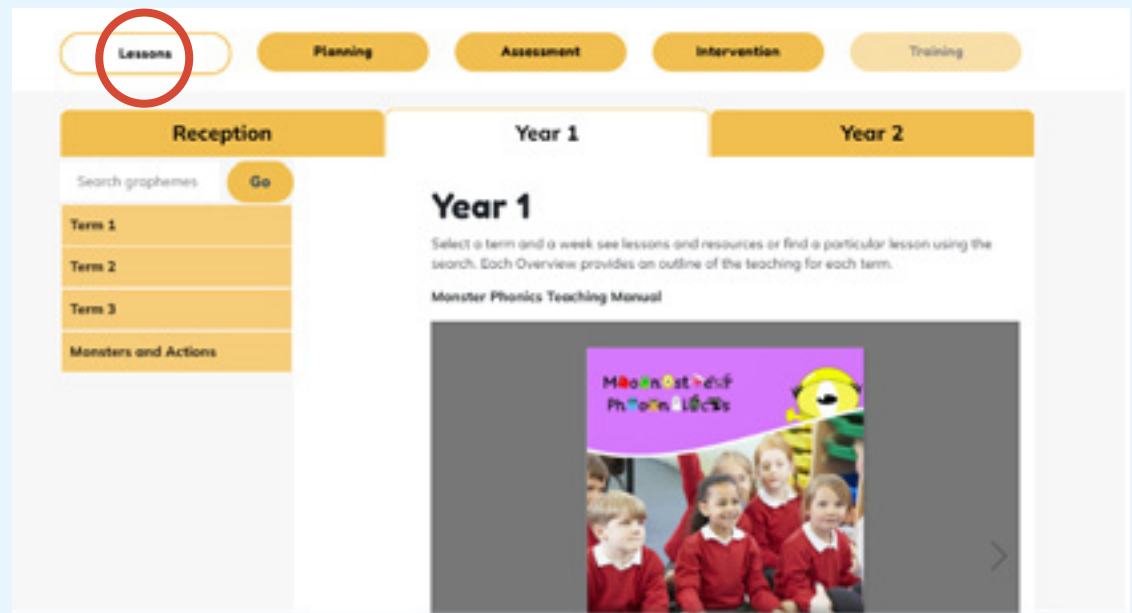 Lessons
Planning
Assessment
Intervention
Training
Reception
Year 1
Year 2
Search graphemes
Go
Term 1
Term 2
Term 3
Monsters and Actions
Year 1
Select a term and a week see lessons and resources or find a particular lesson using the
search. Each Overview provides an outline of the teaching for each term.
Monster Phonics Teaching Manual